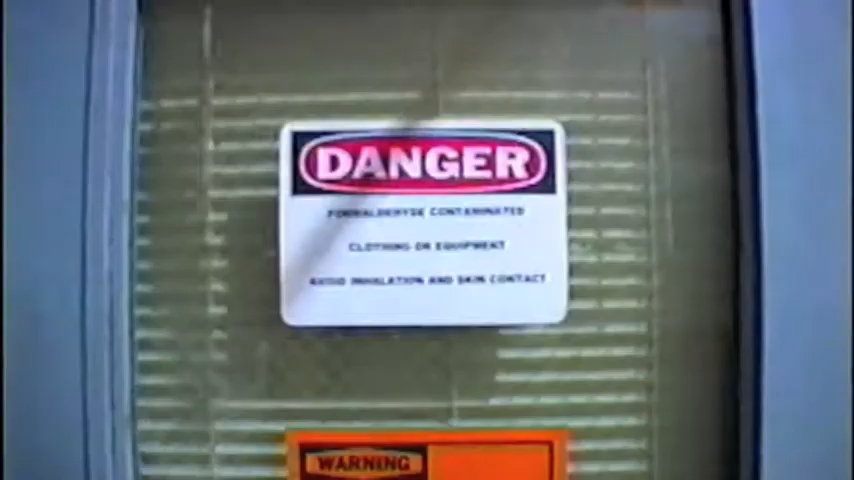 DANGER
FORMALDEHYDE CONTAMINATED
CLOTHING OR EQUIPMENT
AVOID INHALATION AND SKIN CONTACT
WARNING